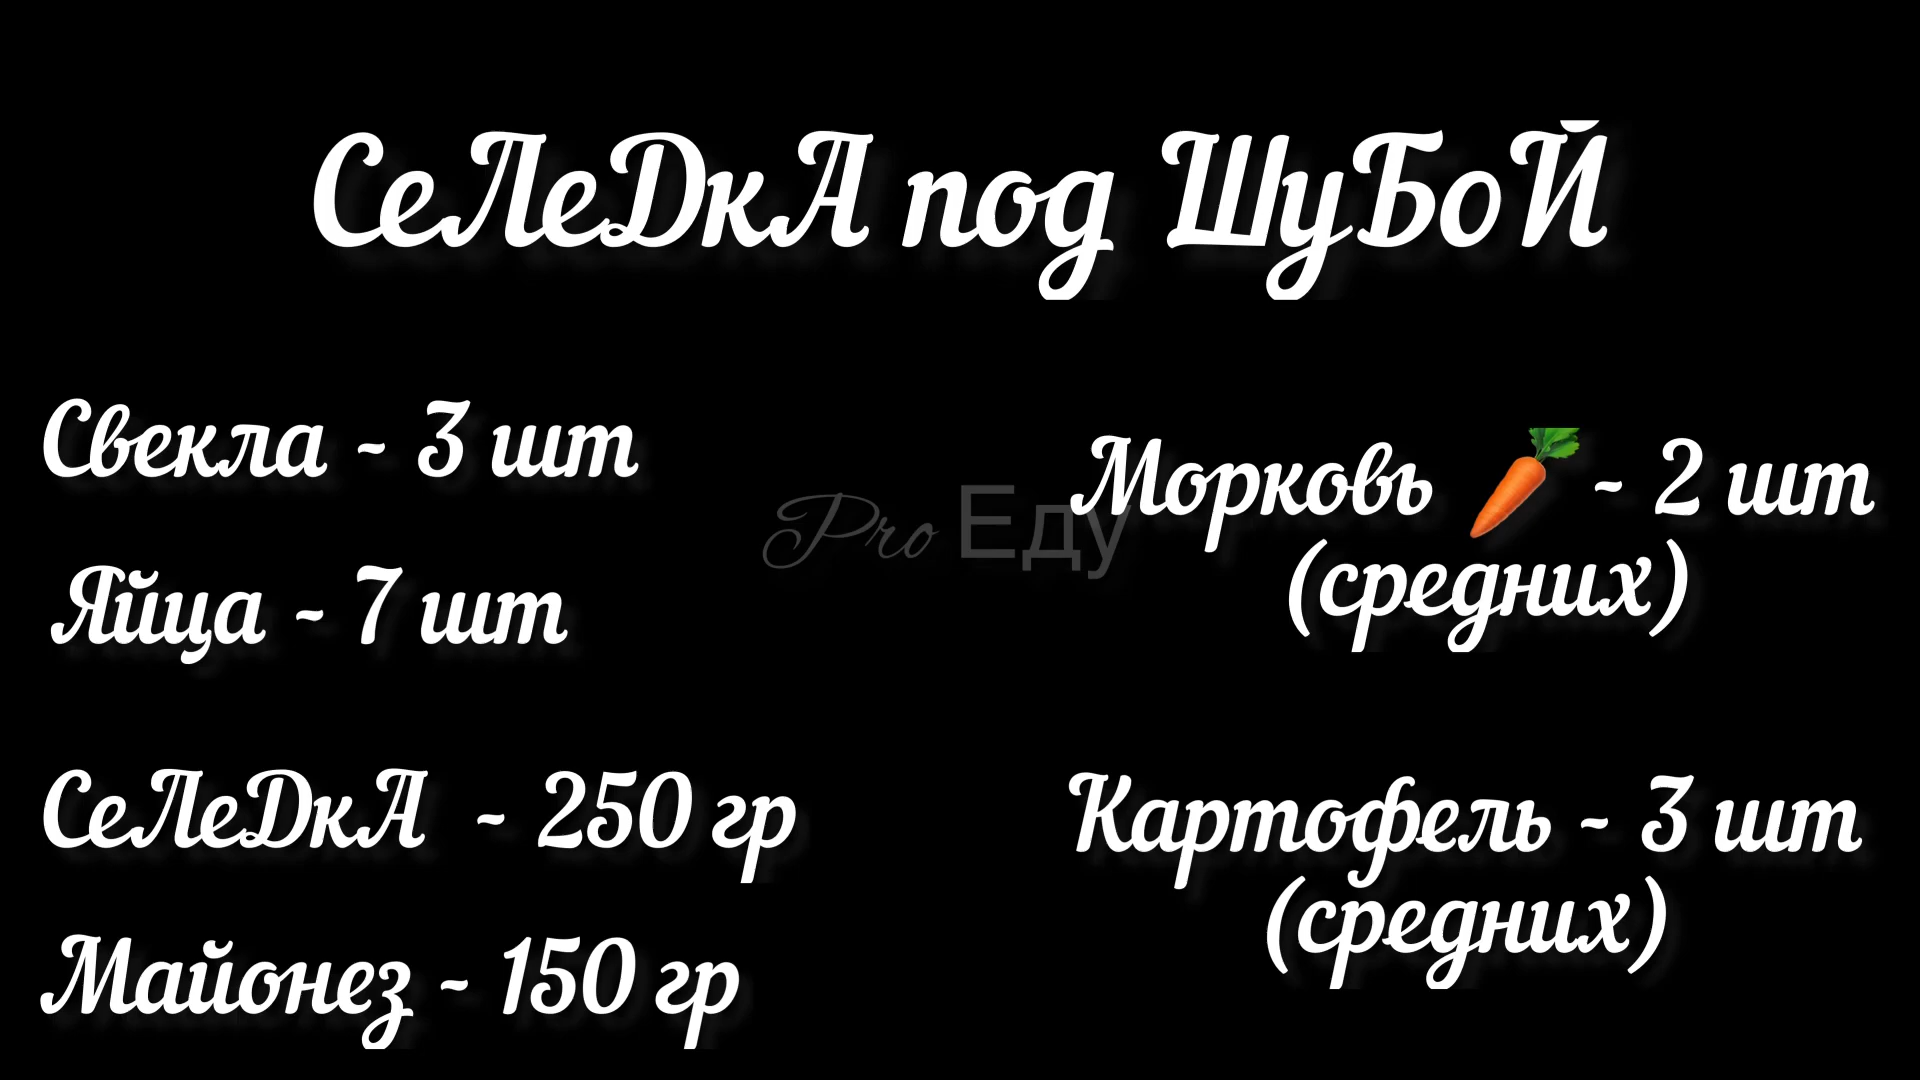 СеЛеДкА под ШуБоЙ
Свекла - 3 шт
Яйца - 7 шт
СеЛеДкА - 250 гр
Майонез - 150 гр
Pro Еду
Морковь 🥕 - 2 шт
(средних)
Картофель - 3 шт
(средних)